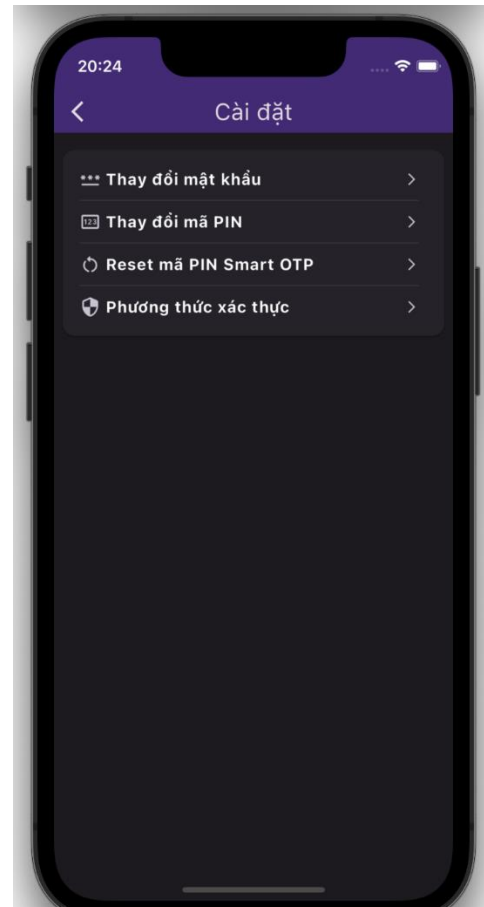 20:24
Cài đặt
Thay đổi mật khẩu
123 Thay đổi mã PIN
Reset mã PIN Smart OTP
Phương thức xác thực